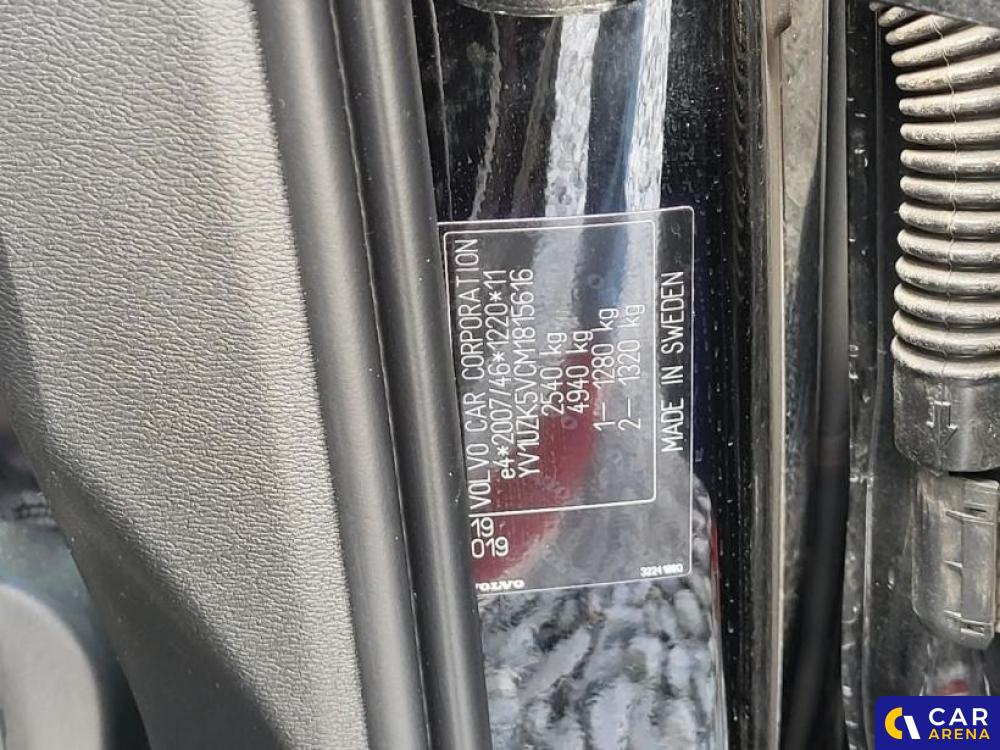 VOLVO CAR CORPORATION
e4*2007/46*1220*11
YV1UZK5VCM1815616
2540 kg
4940 kg
1– 1280 kg
2– 1320 kg
MADE IN SWEDEN
19
019
VOLVO
CAR
ARENA